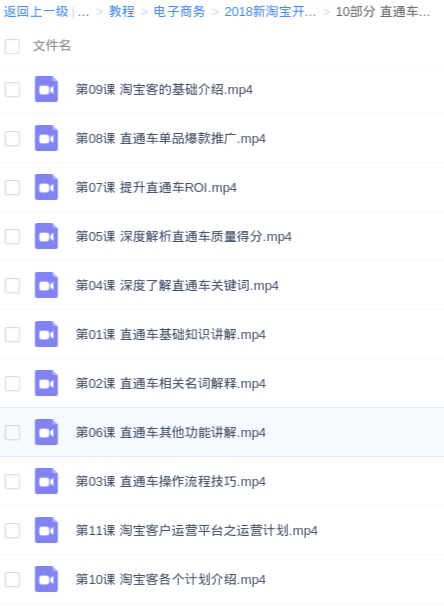 返回上一级 | ... > 教程 > 电子商务 > 2018新淘宝开... > 10部分 直通车...
文件名
第09课 淘宝客的基础介绍.mp4
第08课 直通车单品爆款推广.mp4
第07课 提升直通车ROI.mp4
第05课 深度解析直通车质量得分.mp4
第04课 深度了解直通车关键词.mp4
第01课 直通车基础知识讲解.mp4
第02课 直通车相关名词解释.mp4
第06课 直通车其他功能讲解.mp4
第03课 直通车操作流程技巧.mp4
第11课 淘宝客户运营平台之运营计划.mp4
第10课 淘宝客各个计划介绍.mp4